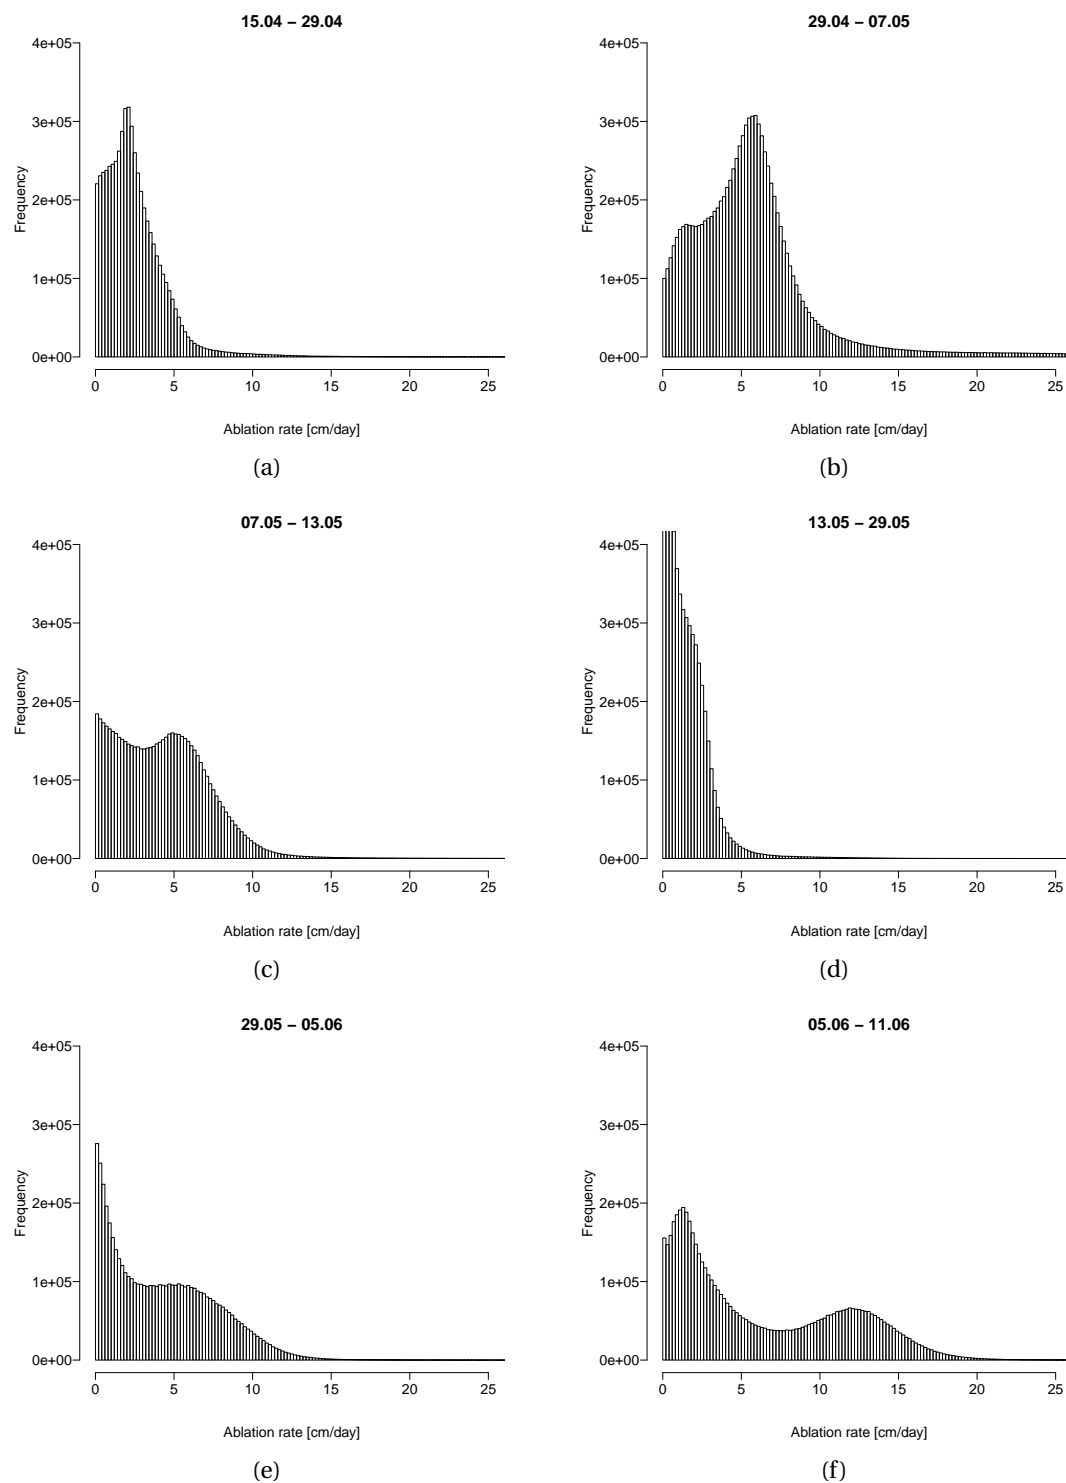 15.04 – 29.04
4e+05
3e+05
2e+05
1e+05
0e+00
Frequency
0 5 10 15 20 25
Ablation rate [cm/day]
(a)
29.04 – 07.05
4e+05
3e+05
2e+05
1e+05
0e+00
Frequency
0 5 10 15 20 25
Ablation rate [cm/day]
(b)
07.05 – 13.05
4e+05
3e+05
2e+05
1e+05
0e+00
Frequency
0 5 10 15 20 25
Ablation rate [cm/day]
(c)
13.05 – 29.05
4e+05
3e+05
2e+05
1e+05
0e+00
Frequency
0 5 10 15 20 25
Ablation rate [cm/day]
(d)
29.05 – 05.06
4e+05
3e+05
2e+05
1e+05
0e+00
Frequency
0 5 10 15 20 25
Ablation rate [cm/day]
(e)
05.06 – 11.06
4e+05
3e+05
2e+05
1e+05
0e+00
Frequency
0 5 10 15 20 25
Ablation rate [cm/day]
(f)